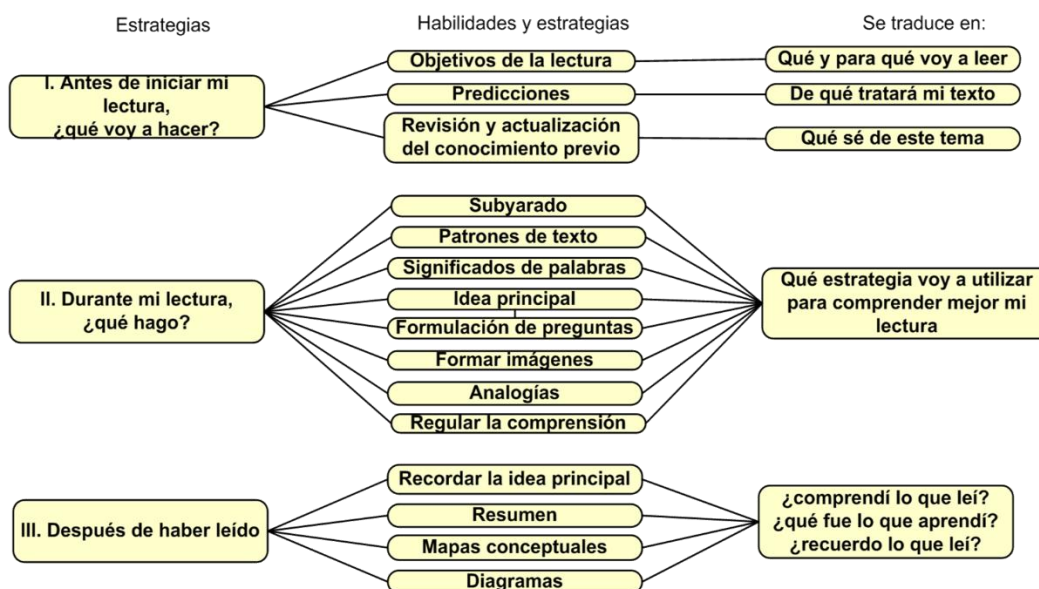 Estrategias
Habilidades y estrategias
Se traduce en:
I. Antes de iniciar mi
lectura,
¿qué voy a hacer?
Objetivos de la lectura
Qué y para qué voy a leer
Predicciones
De qué tratará mi texto
Revisión y actualización
del conocimiento previo
Qué sé de este tema
II. Durante mi lectura,
¿qué hago?
Subyarado
Patrones de texto
Significados de palabras
Idea principal
Formulación de preguntas
Formar imágenes
Analogías
Regular la comprensión
Qué estrategia voy a utilizar
para comprender mejor mi
lectura
III. Después de haber leído
Recordar la idea principal
Resumen
Mapas conceptuales
Diagramas
¿comprendí lo que leí?
¿qué fue lo que aprendí?
¿recuerdo lo que leí?